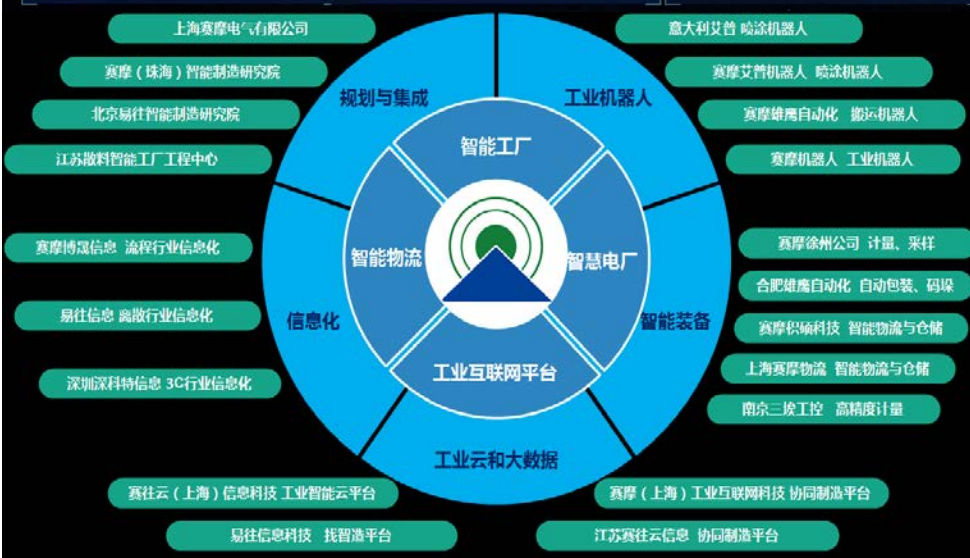 上海赛摩电气有限公司
赛摩（珠海）智能制造研究院
北京易往智能制造研究院
江苏散料智能工厂工程中心
赛摩博晟信息 流程行业信息化
易往信息 离散行业信息化
深圳深科特信息 3C行业信息化
赛往云（上海）信息科技 工业智能云平台
易往信息科技 找智造平台
规划与集成
工业机器人
智能工厂
智能物流
智慧电厂
信息化
智能装备
工业互联网平台
工业云和大数据
意大利艾普 喷涂机器人
赛摩艾普机器人 喷涂机器人
赛摩雄鹰自动化 搬运机器人
赛摩机器人 工业机器人
赛摩徐州公司 计量、采样
合肥雄鹰自动化 自动包装、码垛
赛摩积硕科技 智能物流与仓储
上海赛摩物流 智能物流与仓储
南京三埃工控 高精度计量
赛摩（上海）工业互联网科技 协同制造平台
江苏赛往云信息 协同制造平台